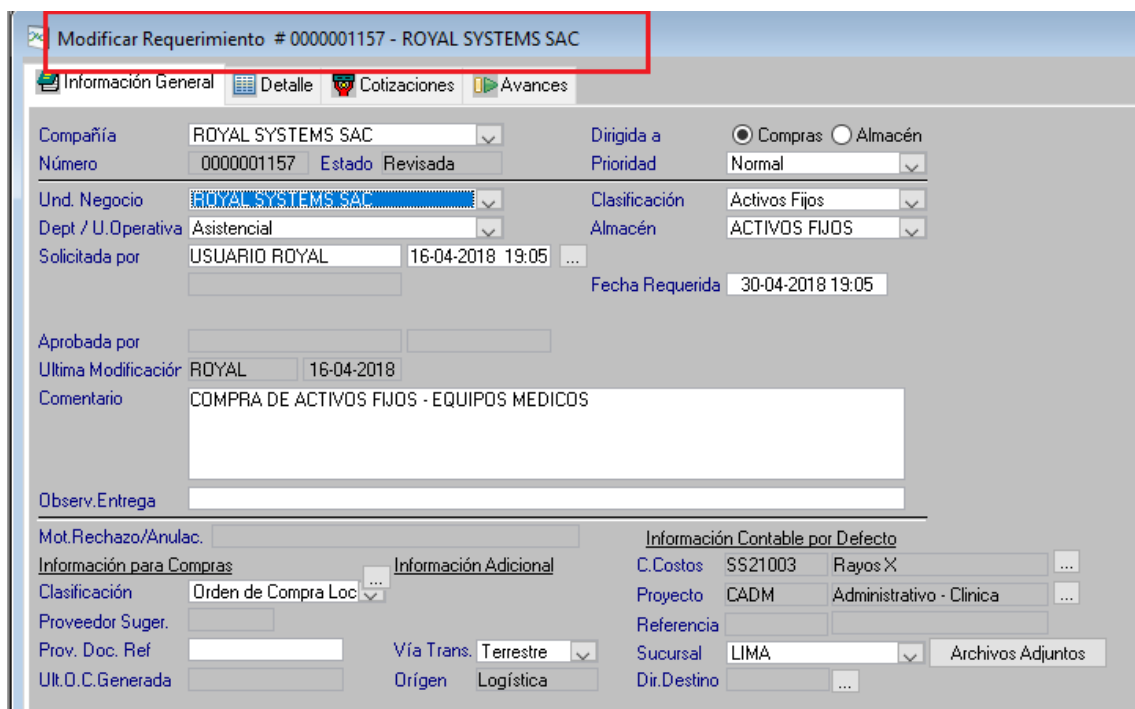 Modificar Requerimiento # 0000001157 - ROYAL SYSTEMS SAC
Información General Detalle Cotizaciones Avances
Compañía ROYAL SYSTEMS SAC Dirigida a Compras Almacén
Número 0000001157 Estado Revisada Prioridad Normal
Und. Negocio ROYAL SYSTEMS SAC Clasificación Activos Fijos
Dept / U.Operativa Asistencial Almacén ACTIVOS FIJOS
Solicitada por USUARIO ROYAL 16-04-2018 19:05 ...
Fecha Requerida 30-04-2018 19:05
Aprobada por
Ultima Modificación ROYAL 16-04-2018
Comentario COMPRA DE ACTIVOS FIJOS - EQUIPOS MEDICOS
Observ.Entrega
Mot.Rechazo/Anulac. Información Contable por Defecto
Información para Compras ... Información Adicional C.Costos SS21003 Rayos X ...
Clasificación Orden de Compra Loc Proyecto CADM Administrativo - Clinica ...
Proveedor Suger. Referencia
Prov. Doc. Ref Vía Trans. Terrestre Sucursal LIMA Archivos Adjuntos
Ult.O.C.Generada Orígen Logística Dir.Destino ...